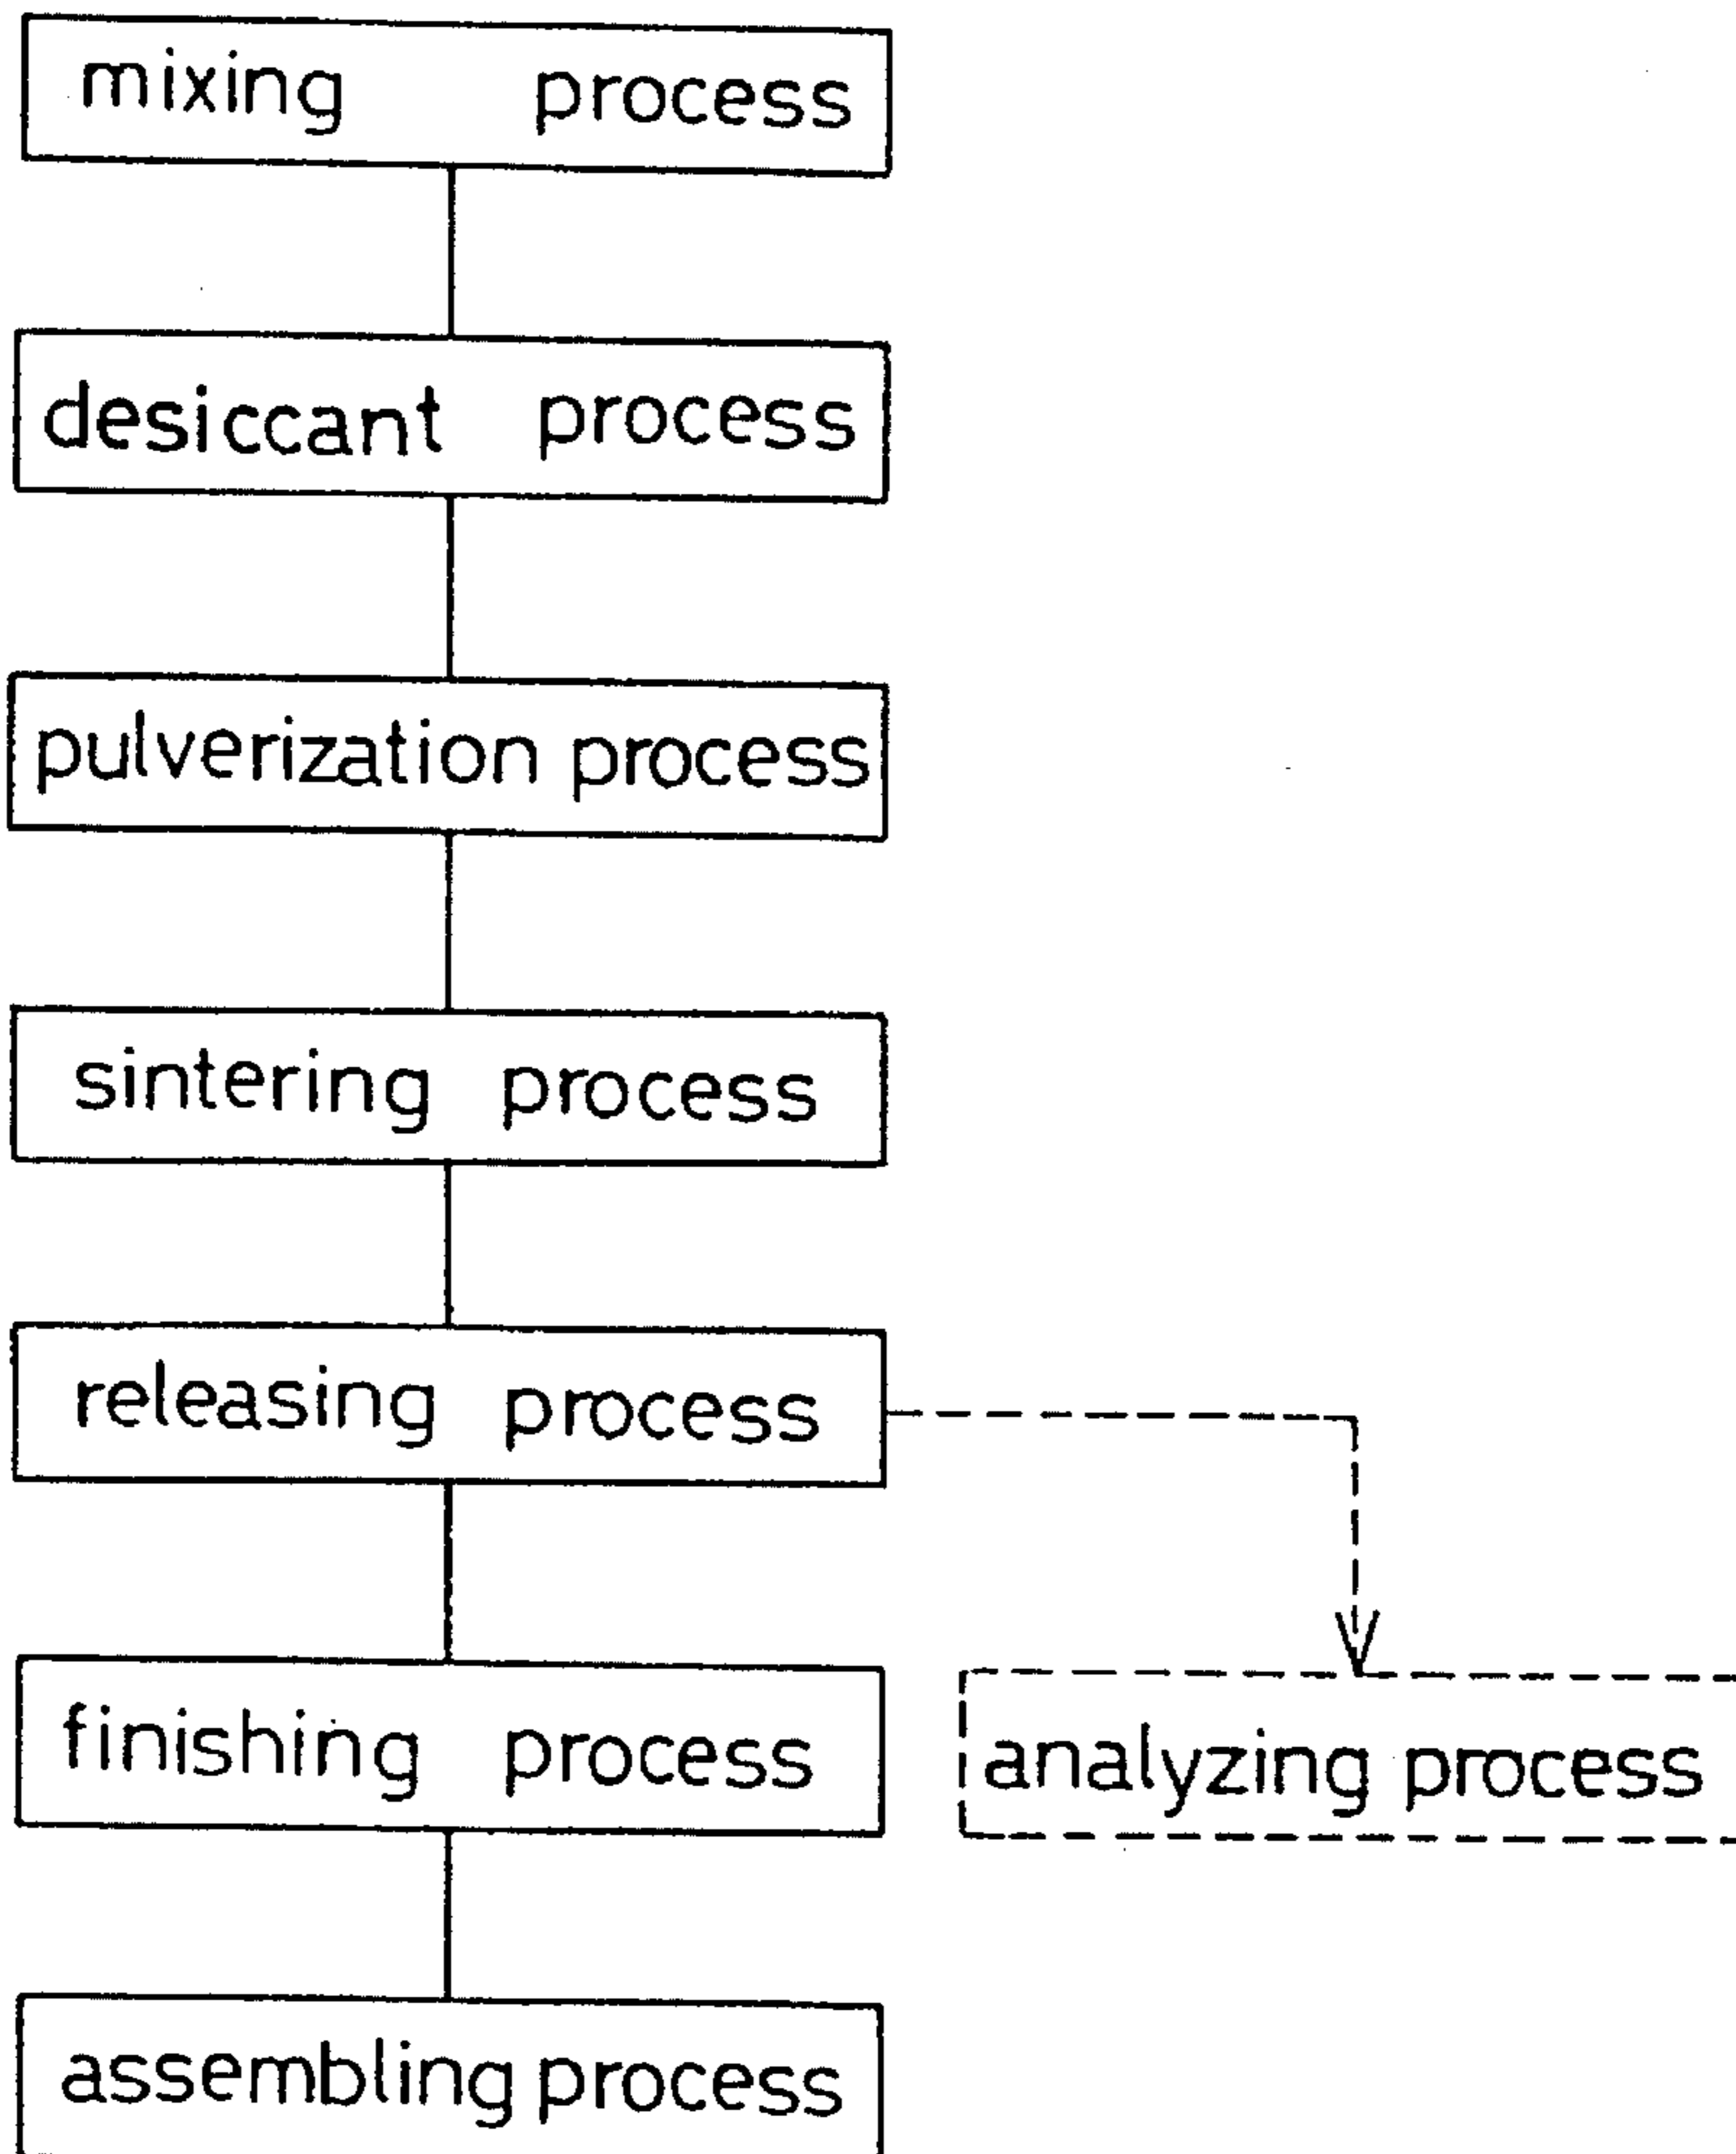 mixing process
desiccant process
pulverization process
sintering process
releasing process
finishing process
analyzing process
assembling process